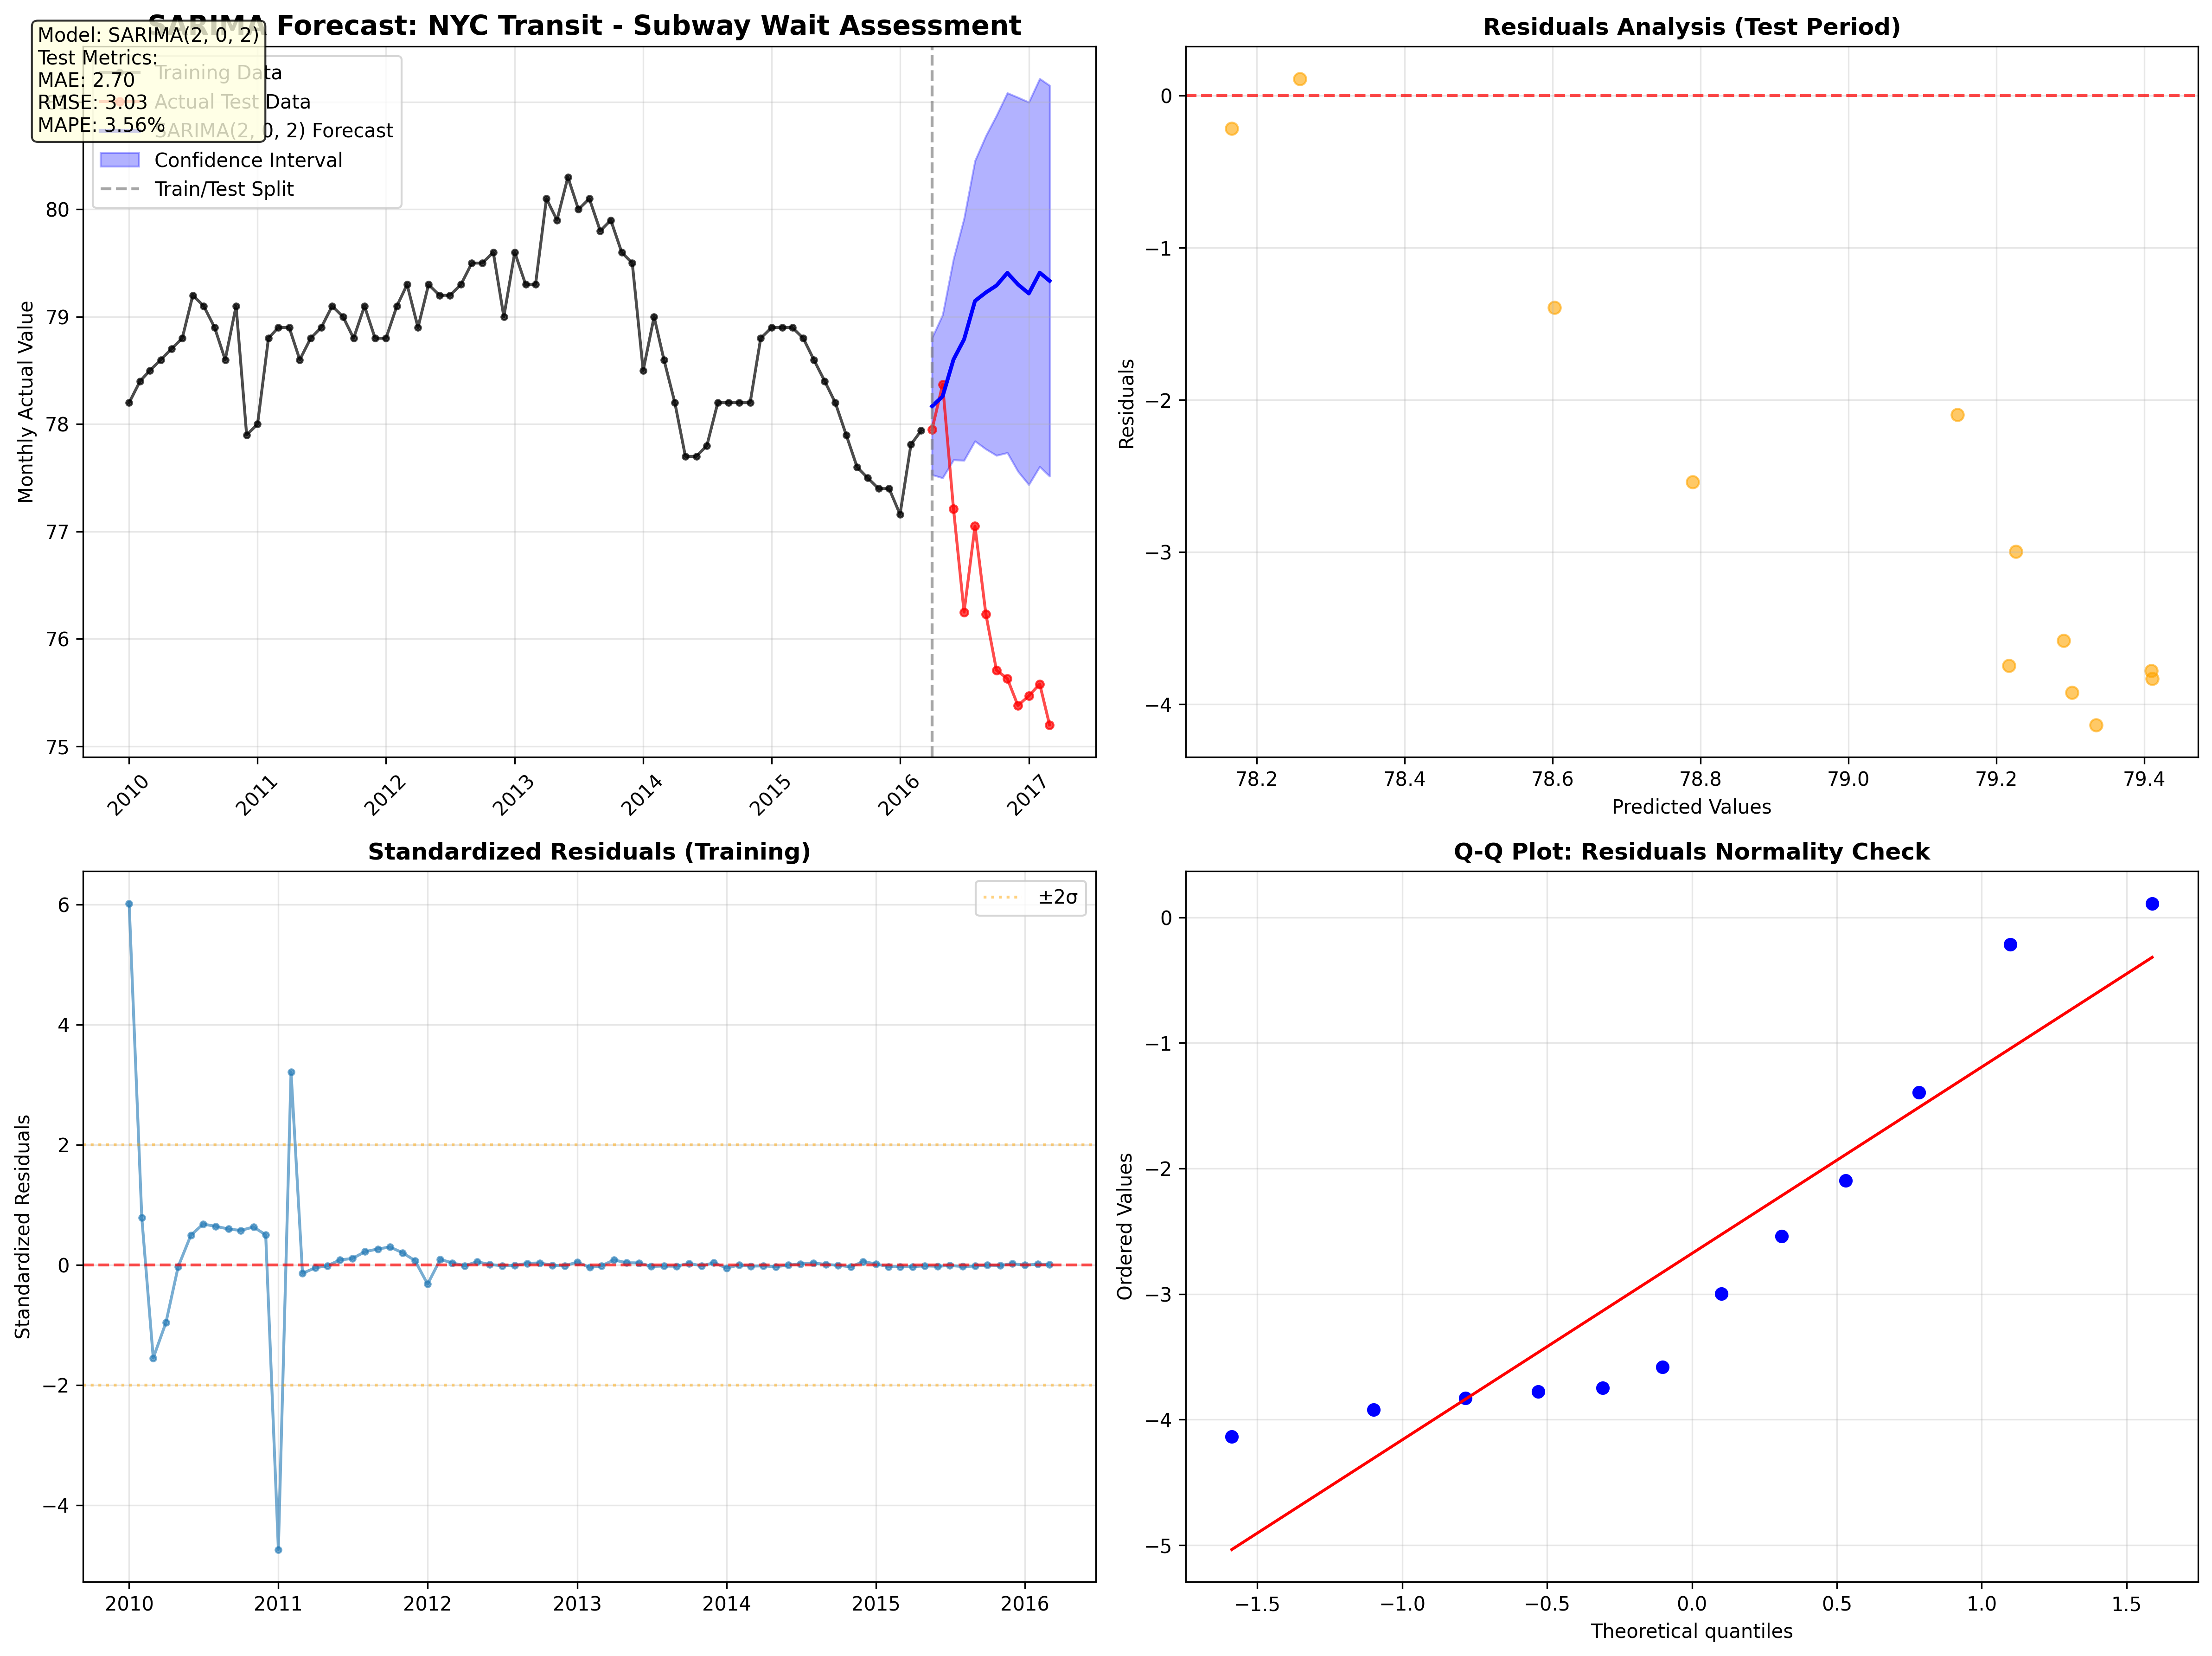 SARIMA Forecast: NYC Transit - Subway Wait Assessment
Model: SARIMA(2, 0, 2)
Test Metrics:
MAE: 2.70
RMSE: 3.03
MAPE: 3.56%
Training Data
Actual Test Data
SARIMA(2, 0, 2) Forecast
Confidence Interval
Train/Test Split
Monthly Actual Value
80
79
78
77
76
75
2010
2011
2012
2013
2014
2015
2016
2017
Residuals Analysis (Test Period)
Residuals
0
−1
−2
−3
−4
78.2
78.4
78.6
78.8
79.0
79.2
79.4
Predicted Values
Standardized Residuals (Training)
±2σ
Standardized Residuals
6
4
2
0
−2
−4
2010
2011
2012
2013
2014
2015
2016
Q-Q Plot: Residuals Normality Check
Ordered Values
0
−1
−2
−3
−4
−5
−1.5
−1.0
−0.5
0.0
0.5
1.0
1.5
Theoretical quantiles